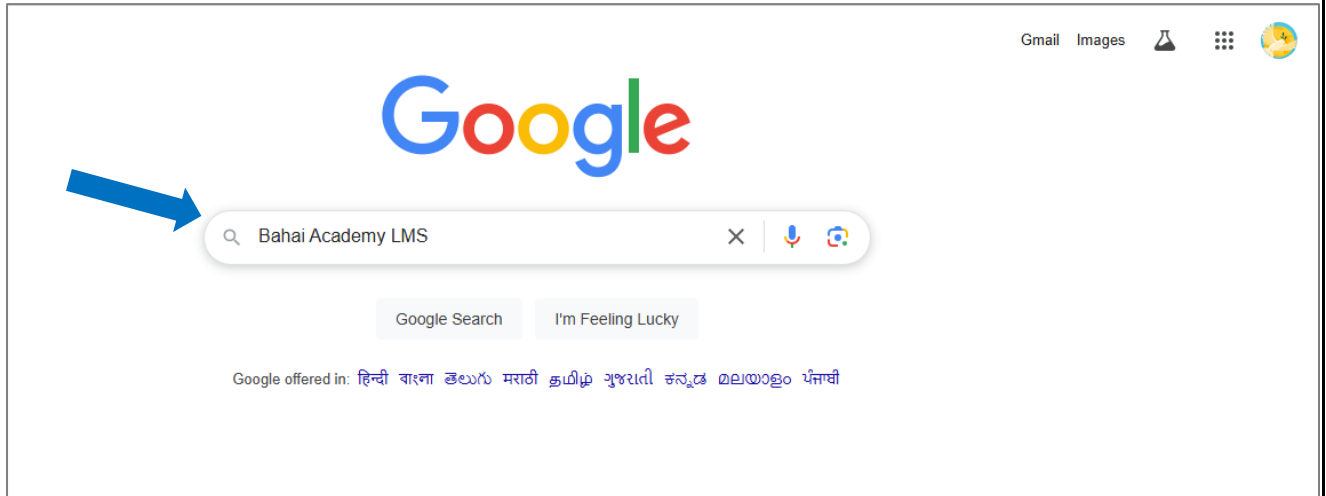 Gmail Images
Google
Bahai Academy LMS
Google Search I'm Feeling Lucky
Google offered in: हिन्दी বাংলা తెలుగు मराठी தமிழ் ગુજરાતી ಕನ್ನಡ മലയാളം ਪੰਜਾਬੀ